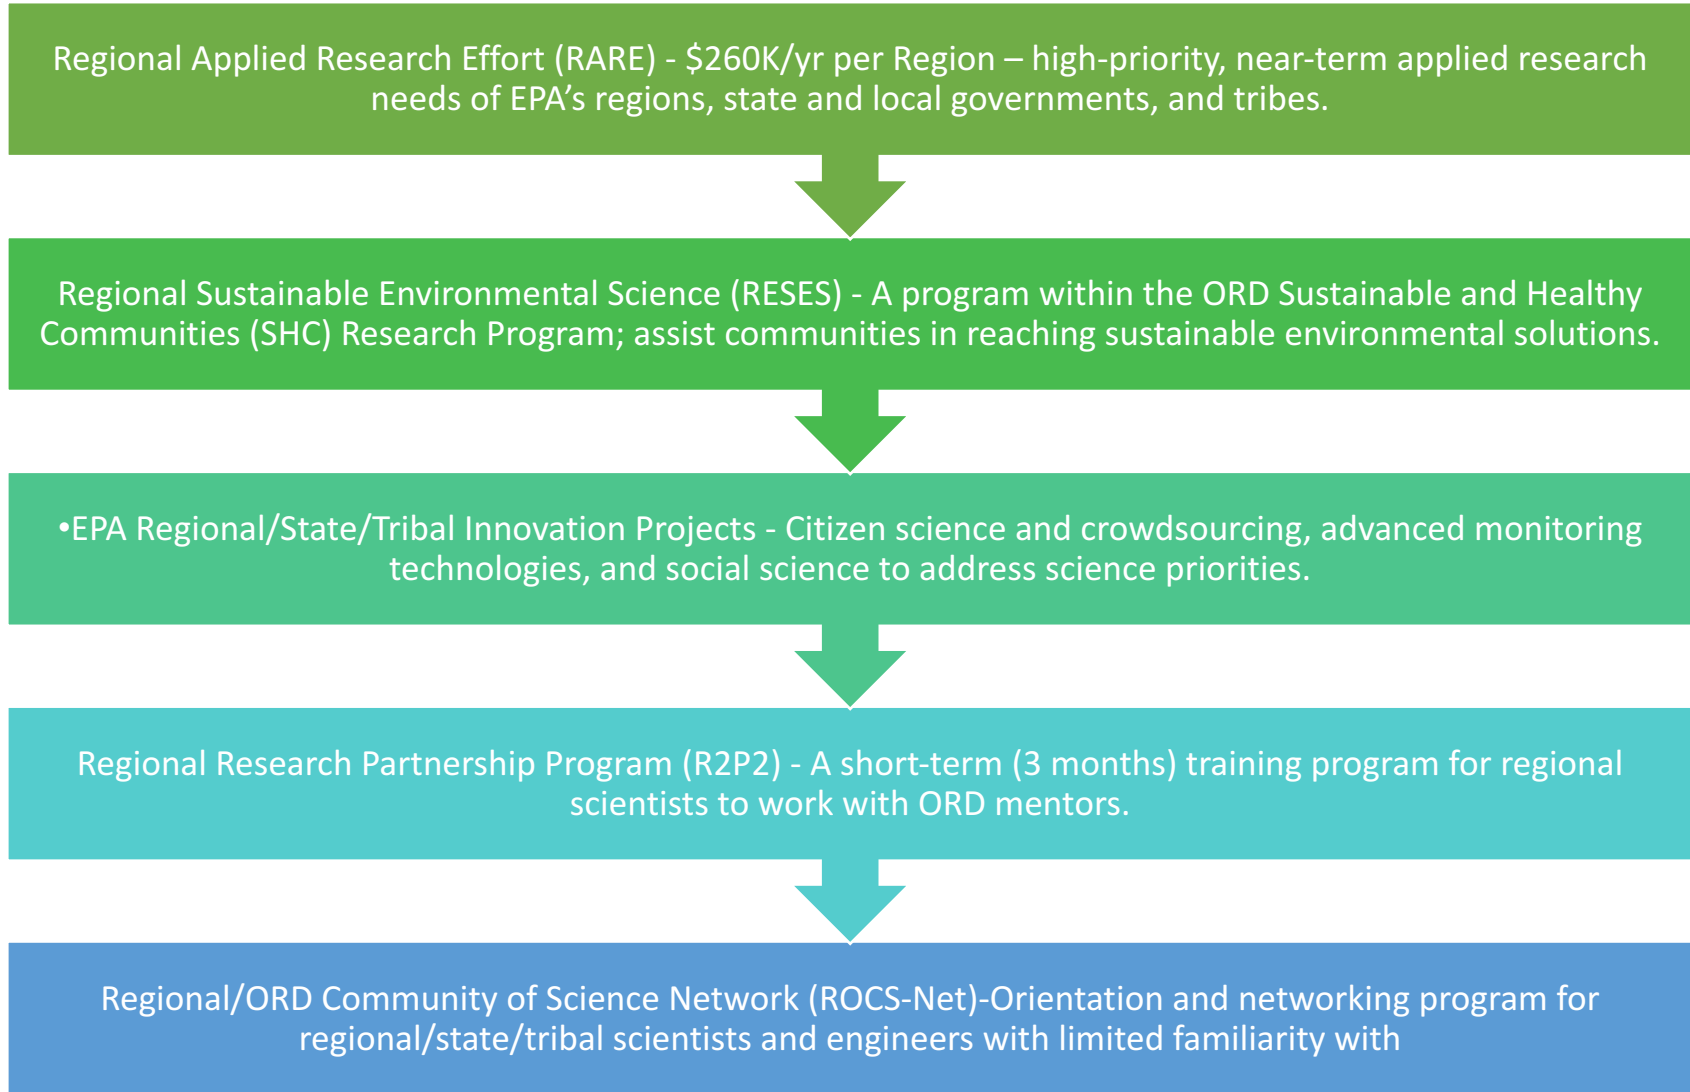 Regional Applied Research Effort (RARE) - $260K/yr per Region – high-priority, near-term applied research
needs of EPA's regions, state and local governments, and tribes.
Regional Sustainable Environmental Science (RESES) - A program within the ORD Sustainable and Healthy
Communities (SHC) Research Program; assist communities in reaching sustainable environmental solutions.
•EPA Regional/State/Tribal Innovation Projects - Citizen science and crowdsourcing, advanced monitoring
technologies, and social science to address science priorities.
Regional Research Partnership Program (R2P2) - A short-term (3 months) training program for regional
scientists to work with ORD mentors.
Regional/ORD Community of Science Network (ROCS-Net)-Orientation and networking program for
regional/state/tribal scientists and engineers with limited familiarity with